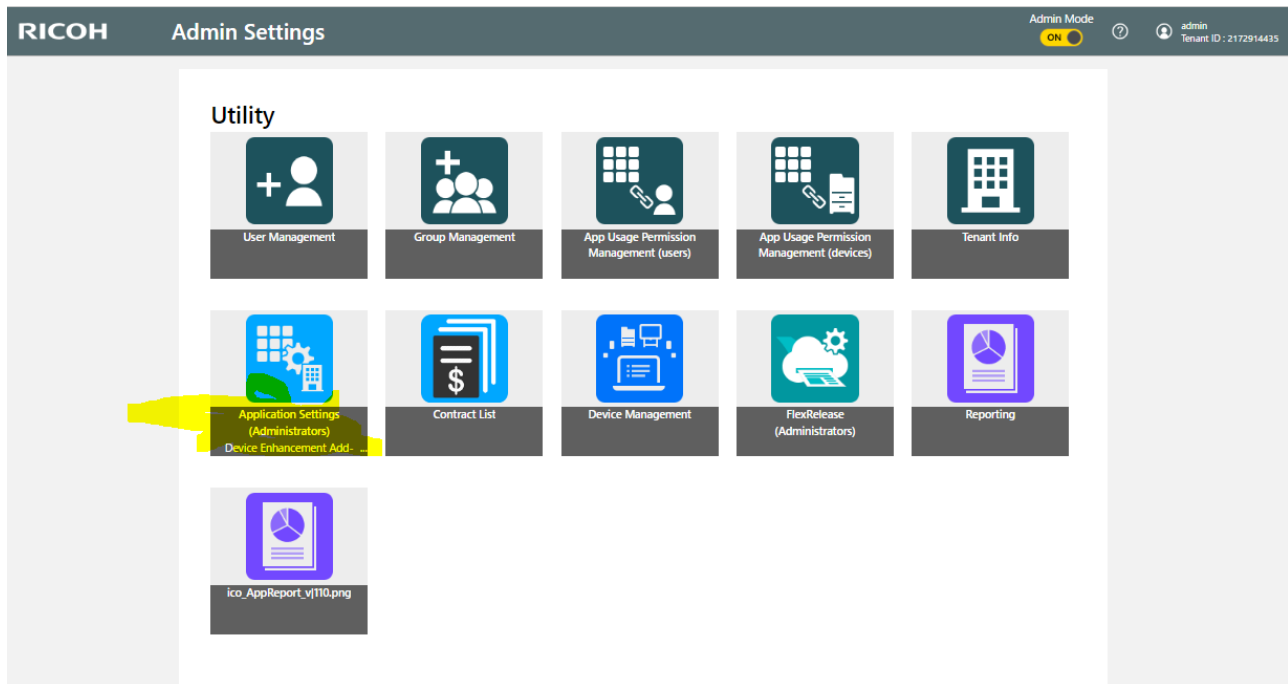 RICOH
Admin Settings
Admin Mode
ON
?
admin
Tenant ID : 2172914435
Utility
User Management
Group Management
App Usage Permission
Management (users)
App Usage Permission
Management (devices)
Tenant Info
Application Settings
(Administrators)
Device Enhancement Add- ...
$
Contract List
Device Management
FlexRelease
(Administrators)
Reporting
ico_AppReport_v|110.png